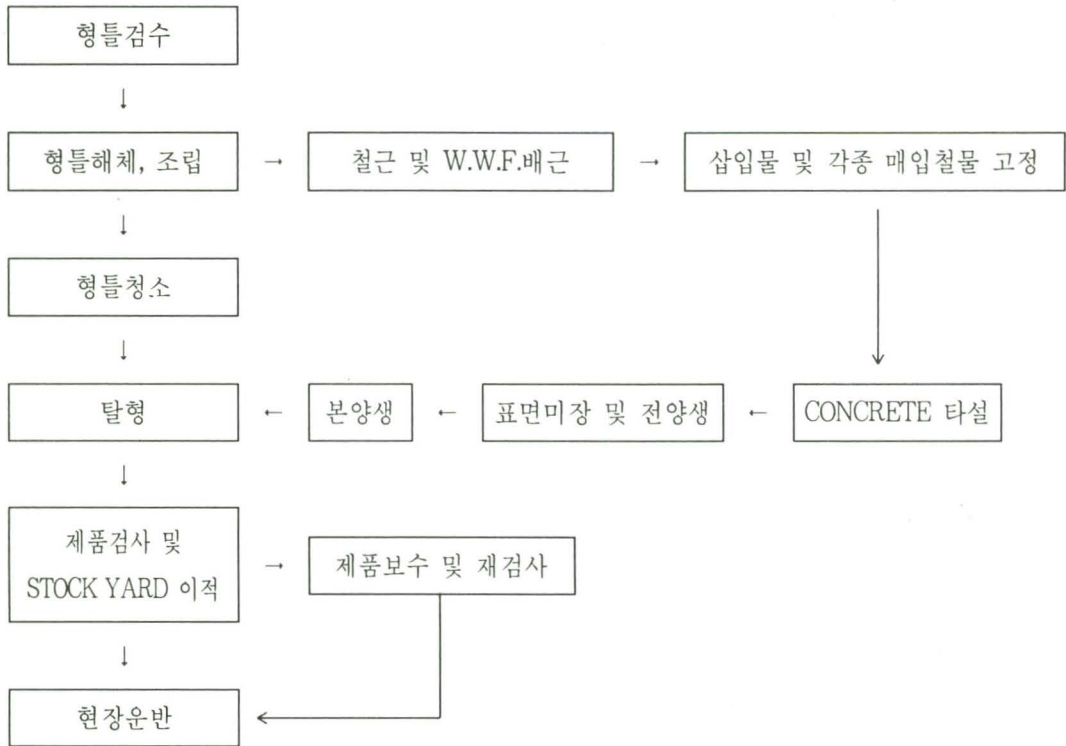 형틀검수
↓
형틀해체, 조립 → 철근 및 W.W.F.배근 → 삽입물 및 각종 매입철물 고정
↓
형틀청소
↓
탈형 ← 본양생 ← 표면미장 및 전양생 ← CONCRETE 타설
↓
제품검사 및
STOCK YARD 이적 → 제품보수 및 재검사
↓
현장운반